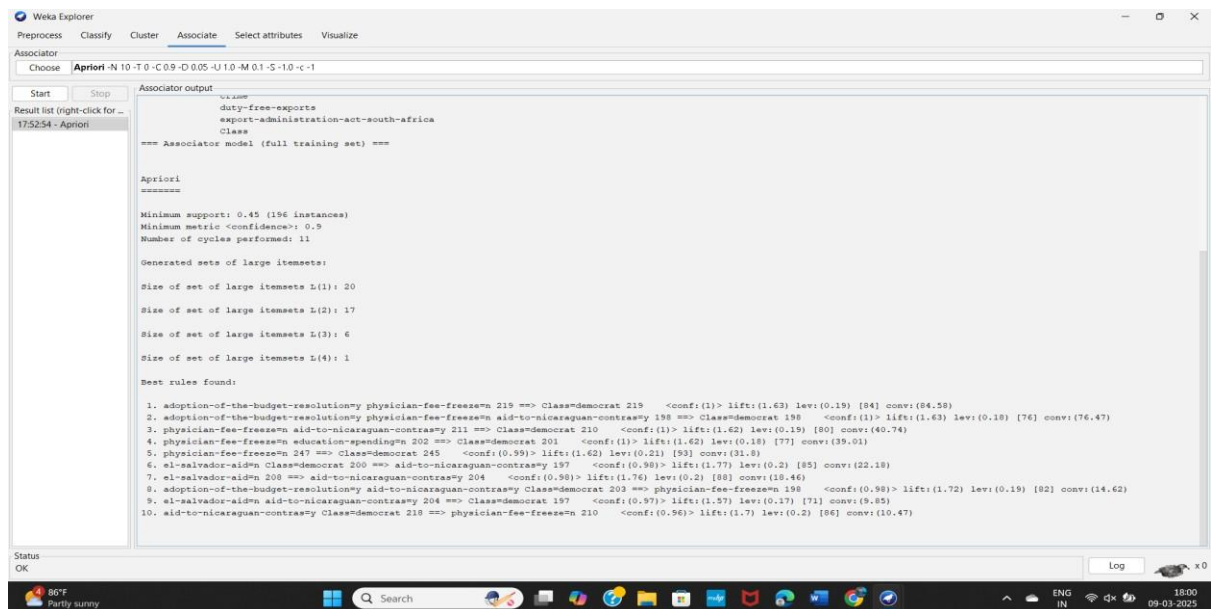 Weka Explorer
Preprocess Classify Cluster Associate Select attributes Visualize
Associator
Choose Apriori -N 10 -T 0 -C 0.9 -D 0.05 -U 1.0 -M 0.1 -S -1.0 -c -1
Start Stop
Result list (right-click for ...
17:52:54 - Apriori
Associator output
crime
duty-free-exports
export-administration-act-south-africa
Class
=== Associator model (full training set) ===
Apriori
=======
Minimum support: 0.45 (196 instances)
Minimum metric <confidence>: 0.9
Number of cycles performed: 11
Generated sets of large itemsets:
Size of set of large itemsets L(1): 20
Size of set of large itemsets L(2): 17
Size of set of large itemsets L(3): 6
Size of set of large itemsets L(4): 1
Best rules found:
1. adoption-of-the-budget-resolution=y physician-fee-freeze=n 219 ==> Class=democrat 219 <conf:(1)> lift:(1.63) lev:(0.19) [84] conv:(84.58)
2. adoption-of-the-budget-resolution=y physician-fee-freeze=n aid-to-nicaraguan-contras=y 198 ==> Class=democrat 198 <conf:(1)> lift:(1.63) lev:(0.18) [76] conv:(76.47)
3. physician-fee-freeze=n aid-to-nicaraguan-contras=y 211 ==> Class=democrat 210 <conf:(1)> lift:(1.62) lev:(0.19) [80] conv:(40.74)
4. physician-fee-freeze=n education-spending=n 202 ==> Class=democrat 201 <conf:(1)> lift:(1.62) lev:(0.18) [77] conv:(39.01)
5. physician-fee-freeze=n 247 ==> Class=democrat 245 <conf:(0.99)> lift:(1.62) lev:(0.21) [93] conv:(31.8)
6. el-salvador-aid=n Class=democrat 200 ==> aid-to-nicaraguan-contras=y 197 <conf:(0.98)> lift:(1.77) lev:(0.2) [85] conv:(22.18)
7. el-salvador-aid=n 208 ==> aid-to-nicaraguan-contras=y 204 <conf:(0.98)> lift:(1.76) lev:(0.2) [88] conv:(18.46)
8. adoption-of-the-budget-resolution=y aid-to-nicaraguan-contras=y Class=democrat 203 ==> physician-fee-freeze=n 198 <conf:(0.98)> lift:(1.72) lev:(0.19) [82] conv:(14.62)
9. el-salvador-aid=n aid-to-nicaraguan-contras=y 204 ==> Class=democrat 197 <conf:(0.97)> lift:(1.57) lev:(0.17) [71] conv:(9.85)
10. aid-to-nicaraguan-contras=y Class=democrat 218 ==> physician-fee-freeze=n 210 <conf:(0.96)> lift:(1.7) lev:(0.2) [86] conv:(10.47)
Status
OK
Log
x 0
86°F
Partly sunny
Search
ENG
IN
18:00
09-03-2025